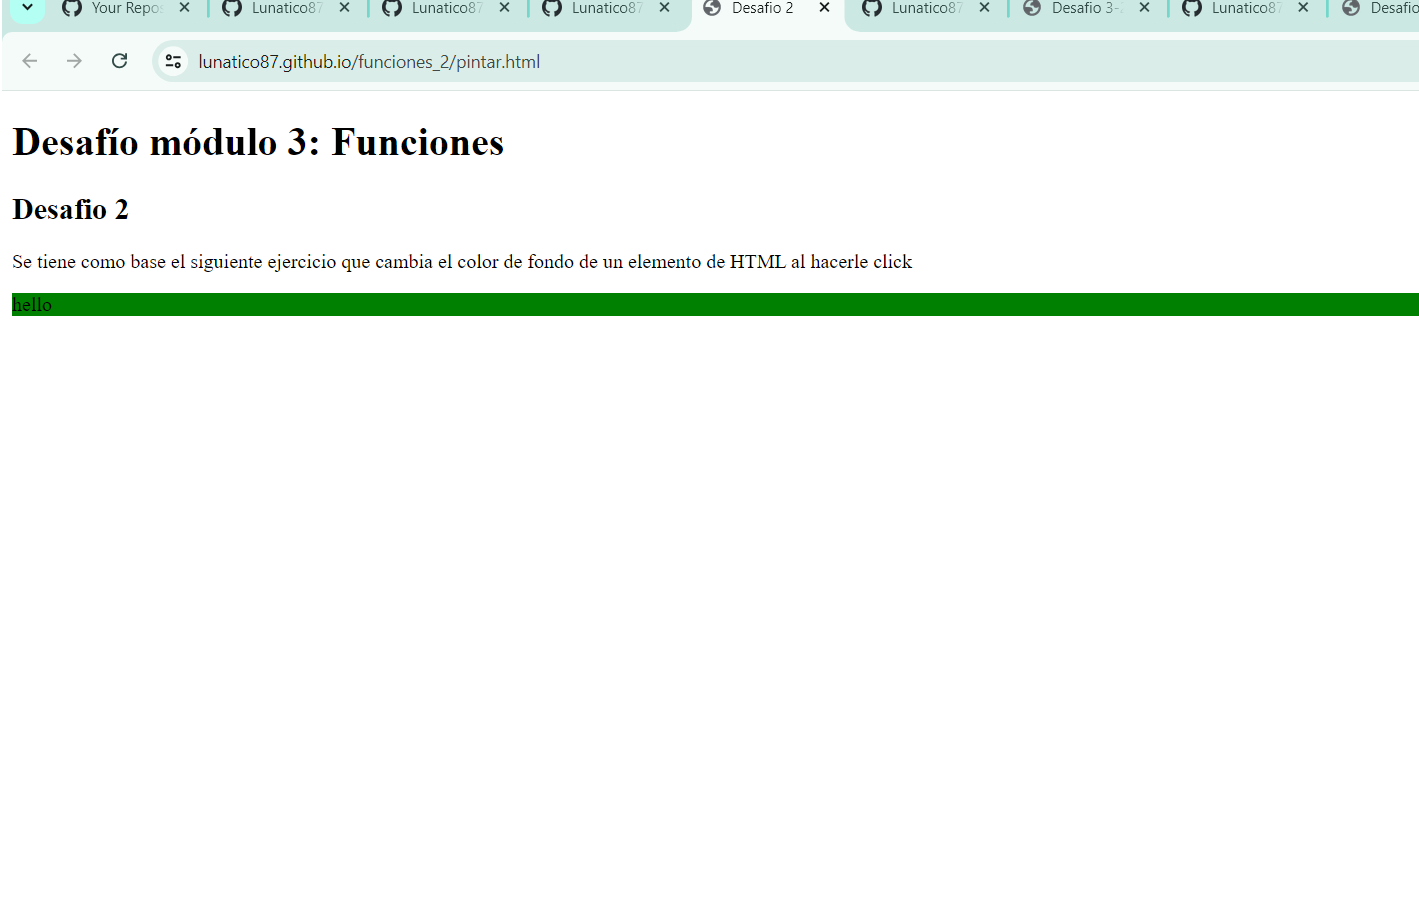 Your Repos
Lunatico87
Lunatico87
Lunatico87
Desafio 2
Lunatico87
Desafio 3-2
Lunatico87
Desafio
lunatico87.github.io/funciones_2/pintar.html
Desafío módulo 3: Funciones
Desafio 2
Se tiene como base el siguiente ejercicio que cambia el color de fondo de un elemento de HTML al hacerle click
hello